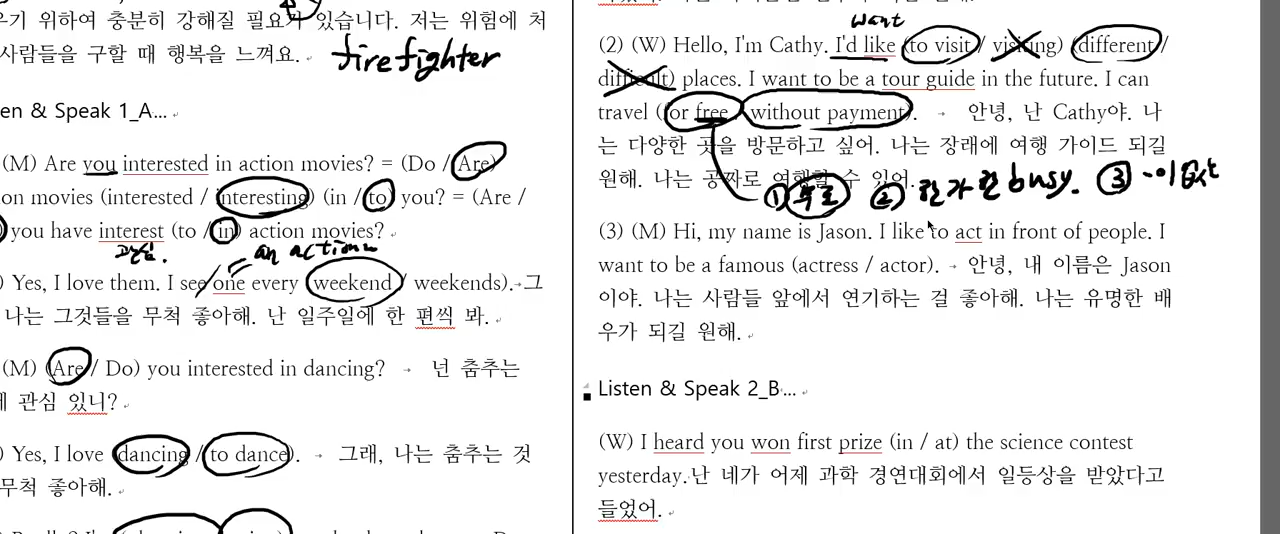 우기 위하여 충분히 강해질 필요가 있습니다. 저는 위험에 처
사람들을 구할 때 행복을 느껴요.
firefighter
en & Speak 1_A...
(M) Are you interested in action movies? = (Do / Are)
on movies (interested / interesting) (in / to) you? = (Are /
you have interest (to / in) action movies?
관심.
an action
Yes, I love them. I see one every (weekend / weekends).→그
나는 그것들을 무척 좋아해. 난 일주일에 한 편씩 봐.
(M) (Are / Do) you interested in dancing? → 넌 춤추는
에 관심 있니?
Yes, I love (dancing / to dance). → 그래, 나는 춤추는 것
무척 좋아해.
want
(2) (W) Hello, I'm Cathy. I'd like (to visit / visiting) (different /
difficult) places. I want to be a tour guide in the future. I can
travel (for free / without payment). → 안녕, 난 Cathy야. 나
는 다양한 곳을 방문하고 싶어. 나는 장래에 여행 가이드 되길
원해. 나는 공짜로 여행할 수 있어.
① 무료 ② 한가한 busy. ③ -이 없는
(3) (M) Hi, my name is Jason. I like to act in front of people. I
want to be a famous (actress / actor). → 안녕, 내 이름은 Jason
이야. 나는 사람들 앞에서 연기하는 걸 좋아해. 나는 유명한 배
우가 되길 원해.
Listen & Speak 2_B...
(W) I heard you won first prize (in / at) the science contest
yesterday.난 네가 어제 과학 경연대회에서 일등상을 받았다고
들었어.